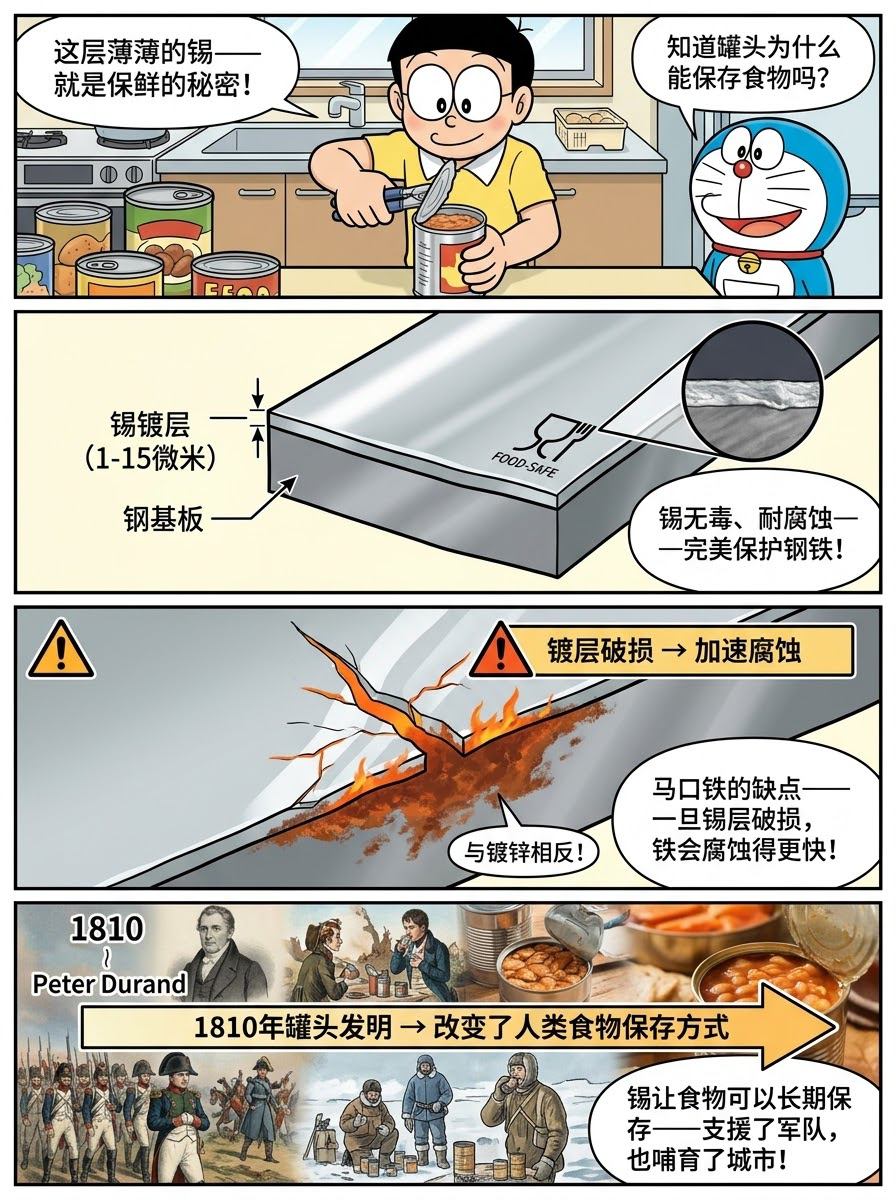 这层薄薄的锡——
就是保鲜的秘密！
知道罐头为什么
能保存食物吗？
锡镀层
（1-15微米）
钢基板
FOOD-SAFE
锡无毒、耐腐蚀—
—完美保护钢铁！
镀层破损 → 加速腐蚀
马口铁的缺点——
一旦锡层破损，
铁会腐蚀得更快！
与镀锌相反！
1810
~
Peter Durand
1810年罐头发明 → 改变了人类食物保存方式
锡让食物可以长期保
存——支援了军队，
也哺育了城市！